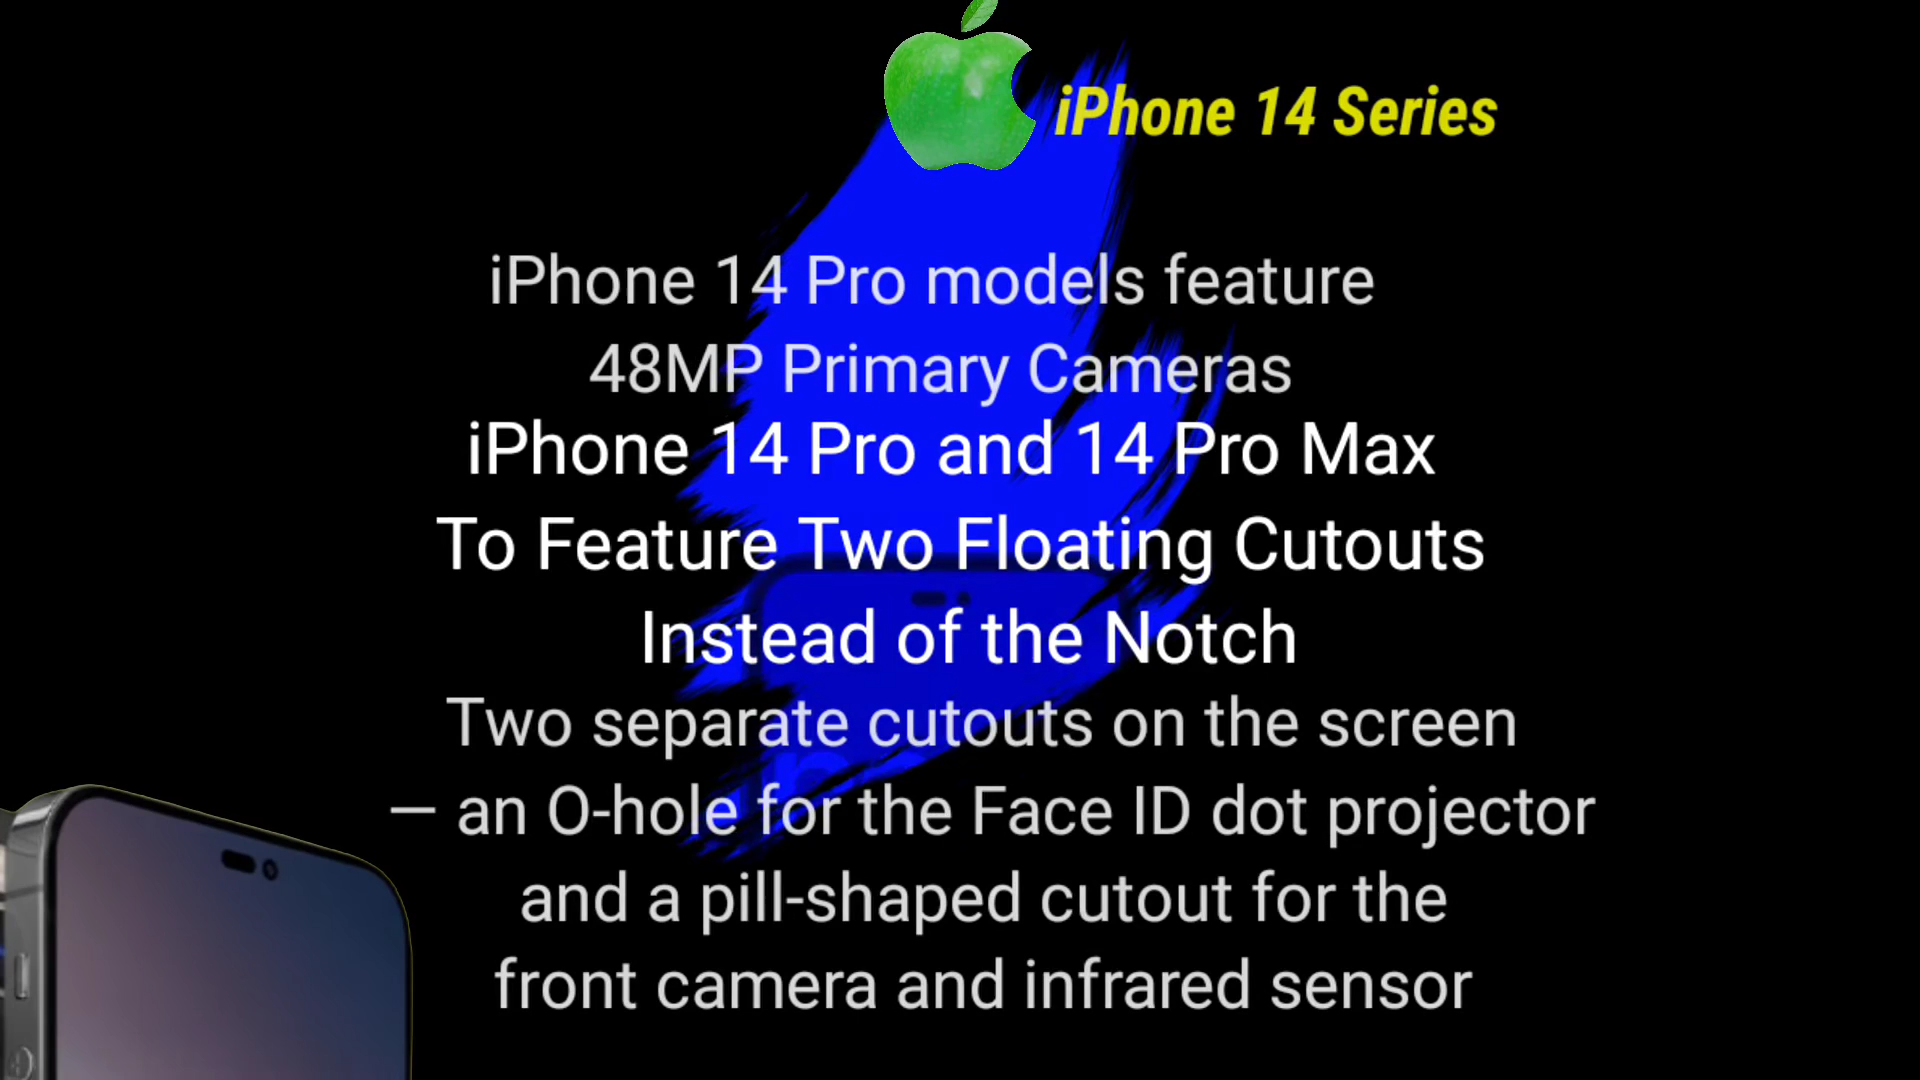 iPhone 14 Series
iPhone 14 Pro models feature
48MP Primary Cameras
iPhone 14 Pro and 14 Pro Max
To Feature Two Floating Cutouts
Instead of the Notch
Two separate cutouts on the screen
— an O-hole for the Face ID dot projector
and a pill-shaped cutout for the
front camera and infrared sensor